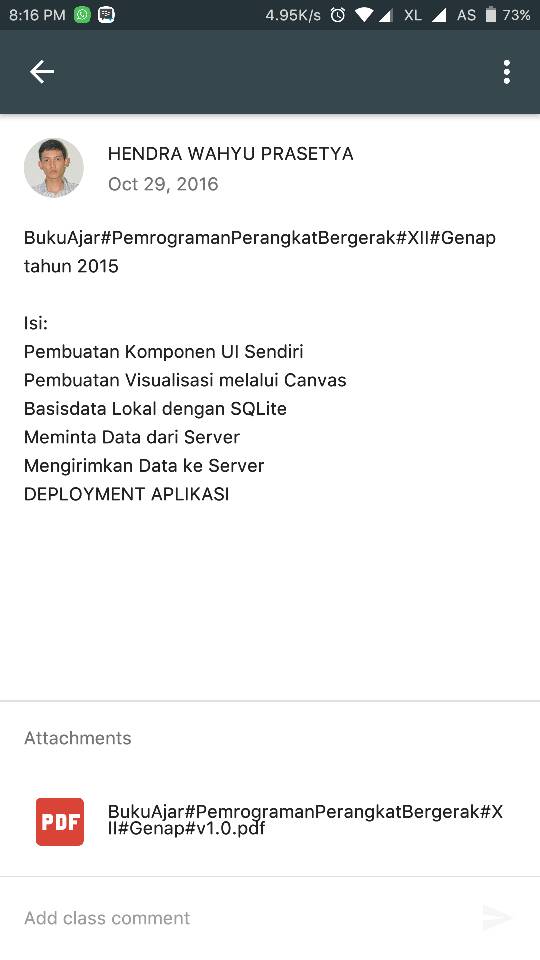 8:16 PM 4.95K/s XL AS 73%
HENDRA WAHYU PRASETYA
Oct 29, 2016
BukuAjar#PemrogramanPerangkatBergerak#XII#Genap
tahun 2015
Isi:
Pembuatan Komponen UI Sendiri
Pembuatan Visualisasi melalui Canvas
Basisdata Lokal dengan SQLite
Meminta Data dari Server
Mengirimkan Data ke Server
DEPLOYMENT APLIKASI
Attachments
PDF
BukuAjar#PemrogramanPerangkatBergerak#X
II#Genap#v1.0.pdf
Add class comment